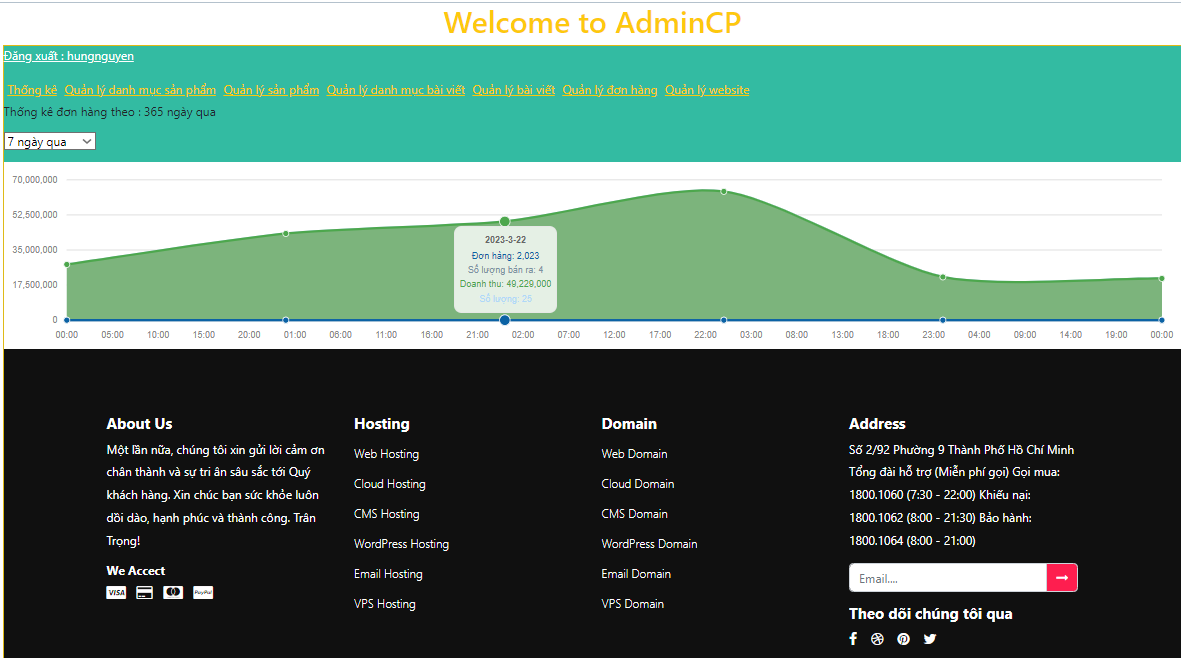 Welcome to AdminCP
Đăng xuất : hungnguyen
Thống kê Quản lý danh mục sản phẩm Quản lý sản phẩm Quản lý danh mục bài viết Quản lý bài viết Quản lý đơn hàng Quản lý website
Thống kê đơn hàng theo : 365 ngày qua
7 ngày qua
70,000,000
52,500,000
35,000,000
17,500,000
0
2023-3-22
Đơn hàng: 2,023
Số lượng bán ra: 4
Doanh thu: 49,229,000
Số lượng: 25
00:00 05:00 10:00 15:00 20:00 01:00 06:00 11:00 16:00 21:00 02:00 07:00 12:00 17:00 22:00 03:00 08:00 13:00 18:00 23:00 04:00 09:00 14:00 19:00 00:00
About Us
Một lần nữa, chúng tôi xin gửi lời cảm ơn
chân thành và sự tri ân sâu sắc tới Quý
khách hàng. Xin chúc bạn sức khỏe luôn
dồi dào, hạnh phúc và thành công. Trân
Trọng!
We Accect
VISA
PayPal
Hosting
Web Hosting
Cloud Hosting
CMS Hosting
WordPress Hosting
Email Hosting
VPS Hosting
Domain
Web Domain
Cloud Domain
CMS Domain
WordPress Domain
Email Domain
VPS Domain
Address
Số 2/92 Phường 9 Thành Phố Hồ Chí Minh
Tổng đài hỗ trợ (Miễn phí gọi) Gọi mua:
1800.1060 (7:30 - 22:00) Khiếu nại:
1800.1062 (8:00 - 21:30) Bảo hành:
1800.1064 (8:00 - 21:00)
Email....
Theo dõi chúng tôi qua